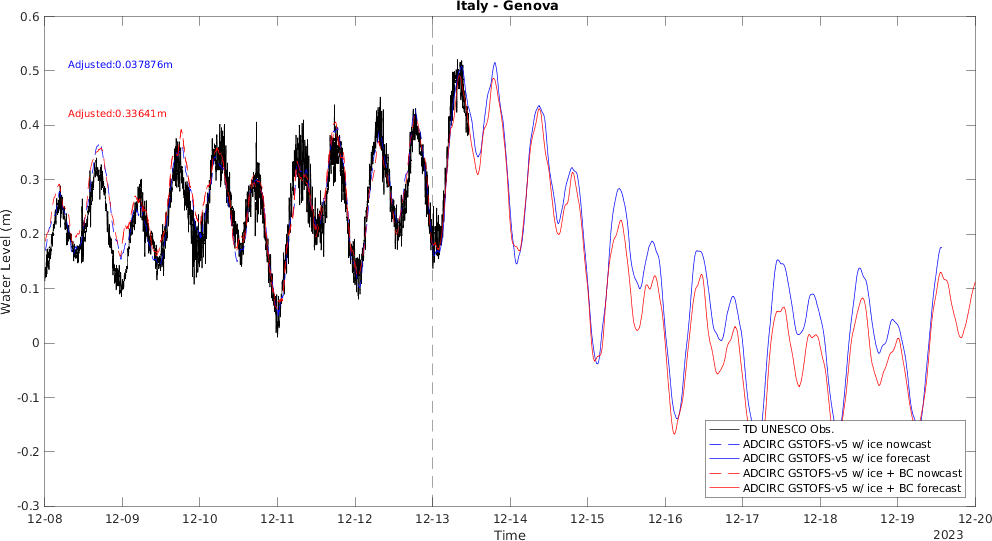 Italy - Genova
Adjusted:0.037876m
Adjusted:0.33641m
Water Level (m)
0.6
0.5
0.4
0.3
0.2
0.1
0
-0.1
-0.2
-0.3
TD UNESCO Obs.
ADCIRC GSTOFS-v5 w/ ice nowcast
ADCIRC GSTOFS-v5 w/ ice forecast
ADCIRC GSTOFS-v5 w/ ice + BC nowcast
ADCIRC GSTOFS-v5 w/ ice + BC forecast
12-08 12-09 12-10 12-11 12-12 12-13 12-14 12-15 12-16 12-17 12-18 12-19 12-20
Time
2023